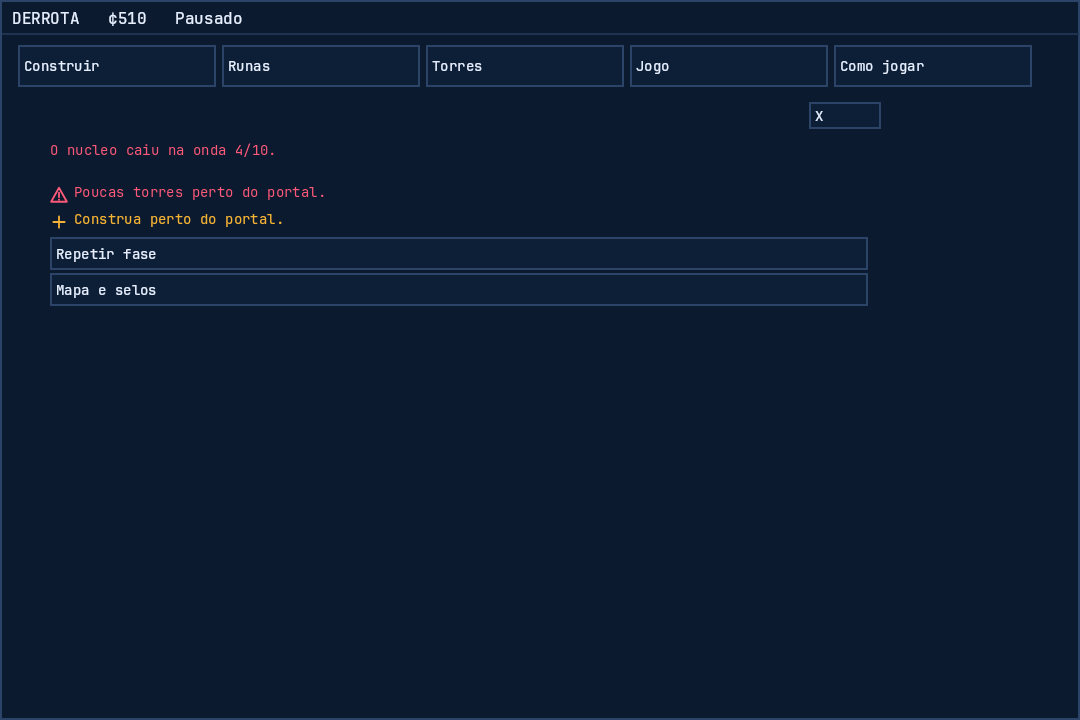 DERROTA ₵510 Pausado
Construir Runas Torres Jogo Como jogar
X
O nucleo caiu na onda 4/10.
Poucas torres perto do portal.
Construa perto do portal.
Repetir fase
Mapa e selos